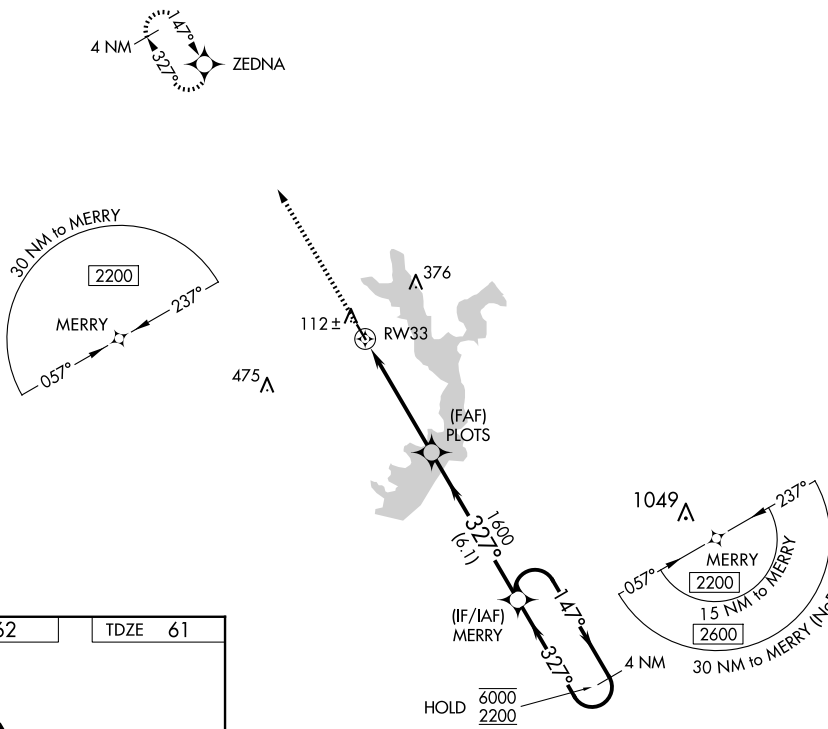 147°
4 NM
327°
ZEDNA
30 NM to MERRY
2200
237°
MERRY
057°
376
112 ±
RW33
475
(FAF)
PLOTS
1600
327°
(6.1)
1049
237°
MERRY
057°
2200
15 NM to MERRY
2600
30 NM to MERRY
(IF/IAF)
MERRY
147°
327°
4 NM
HOLD
6000
2200
TDZE 61